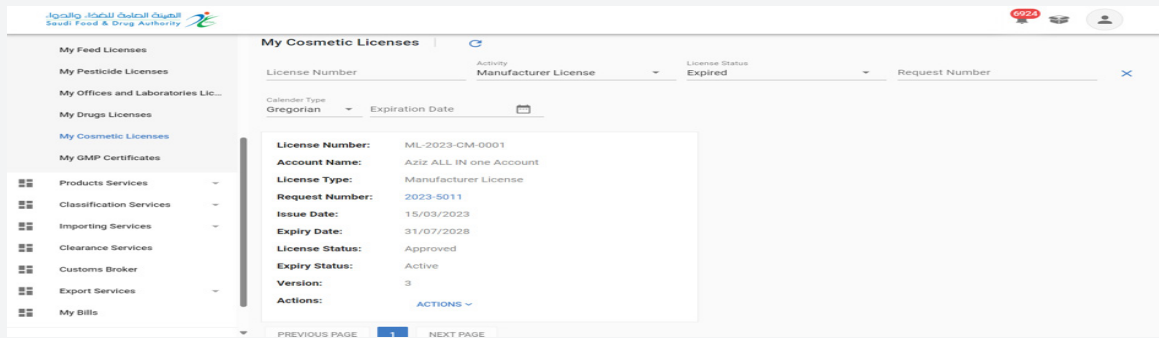 الهيئة العامة للغذاء والدواء
Saudi Food & Drug Authority
6924
My Feed Licenses
My Pesticide Licenses
My Offices and Laboratories Lic...
My Drugs Licenses
My Cosmetic Licenses
My GMP Certificates
Products Services
Classification Services
Importing Services
Clearance Services
Customs Broker
Export Services
My Bills
My Cosmetic Licenses
License Number
Activity
Manufacturer License
License Status
Expired
Request Number
Calender Type
Gregorian
Expiration Date
License Number: ML-2023-CM-0001
Account Name: Aziz ALL IN one Account
License Type: Manufacturer License
Request Number: 2023-5011
Issue Date: 15/03/2023
Expiry Date: 31/07/2028
License Status: Approved
Expiry Status: Active
Version: 3
Actions: ACTIONS
PREVIOUS PAGE 1 NEXT PAGE